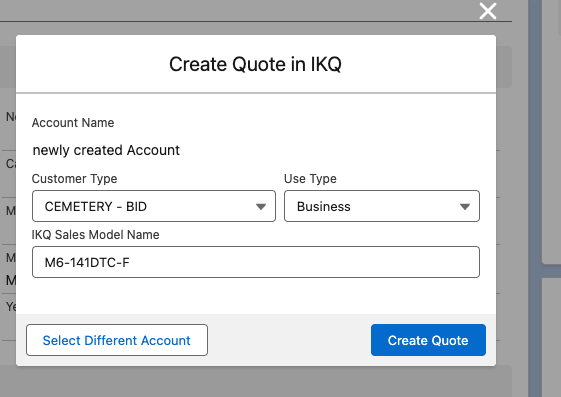 Create Quote in IKQ
Account Name
newly created Account
Customer Type
Use Type
CEMETERY - BID
Business
IKQ Sales Model Name
M6-141DTC-F
Select Different Account
Create Quote